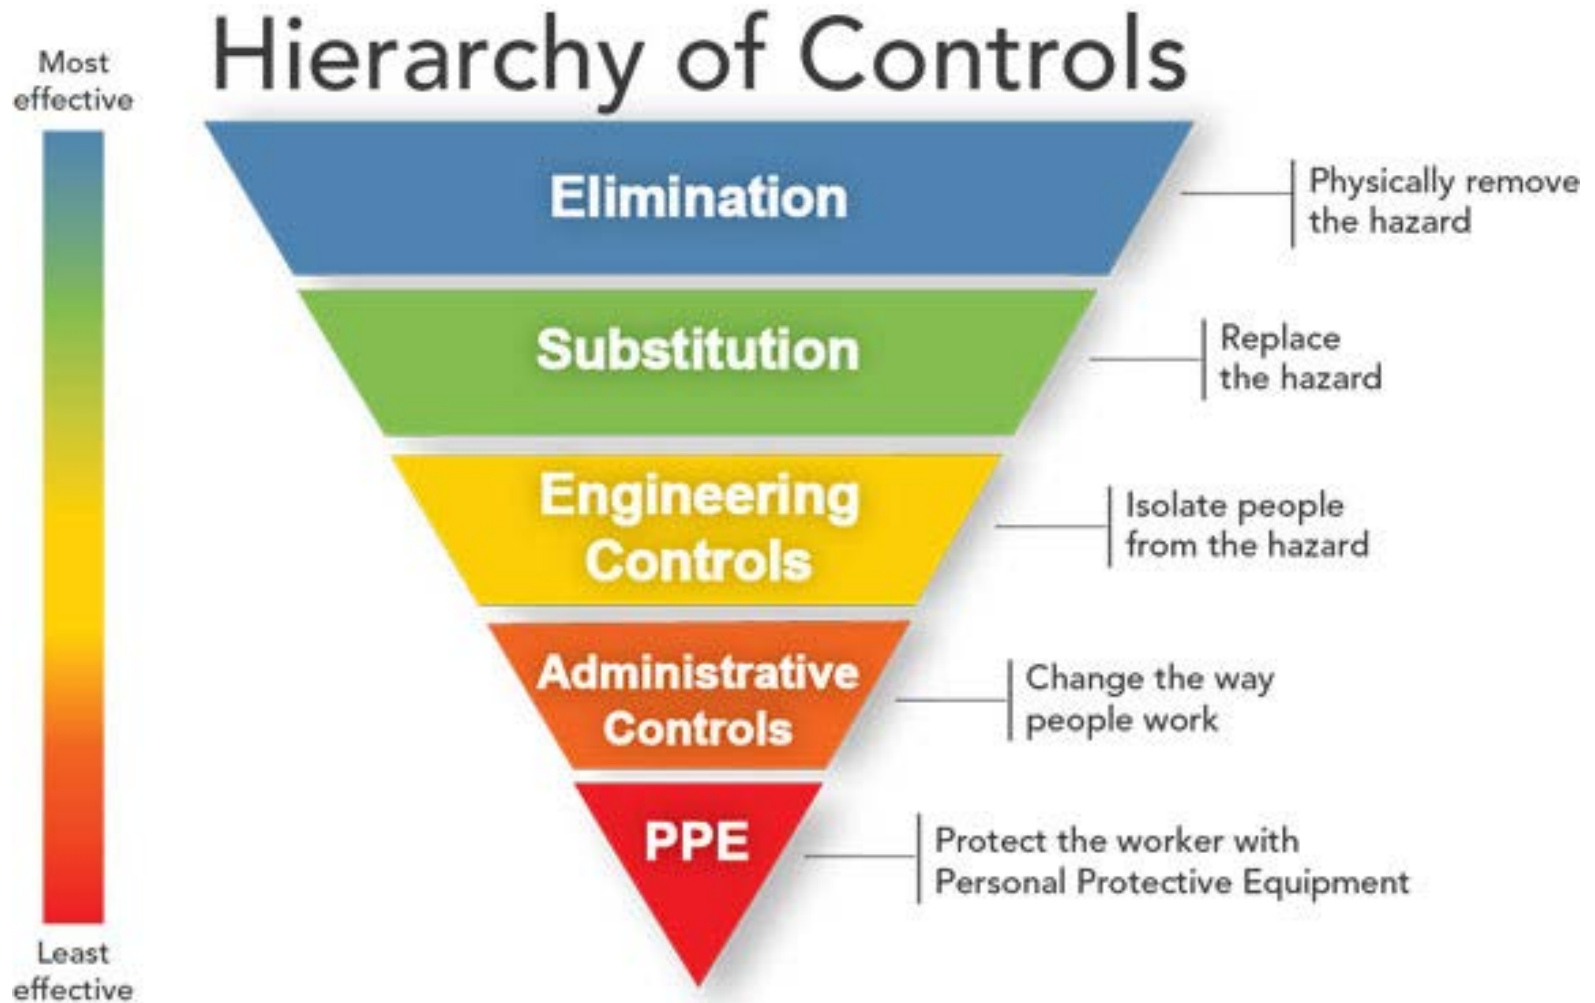 Hierarchy of Controls
Most
effective
Elimination
Physically remove
the hazard
Substitution
Replace
the hazard
Engineering
Controls
Isolate people
from the hazard
Administrative
Controls
Change the way
people work
PPE
Protect the worker with
Personal Protective Equipment
Least
effective